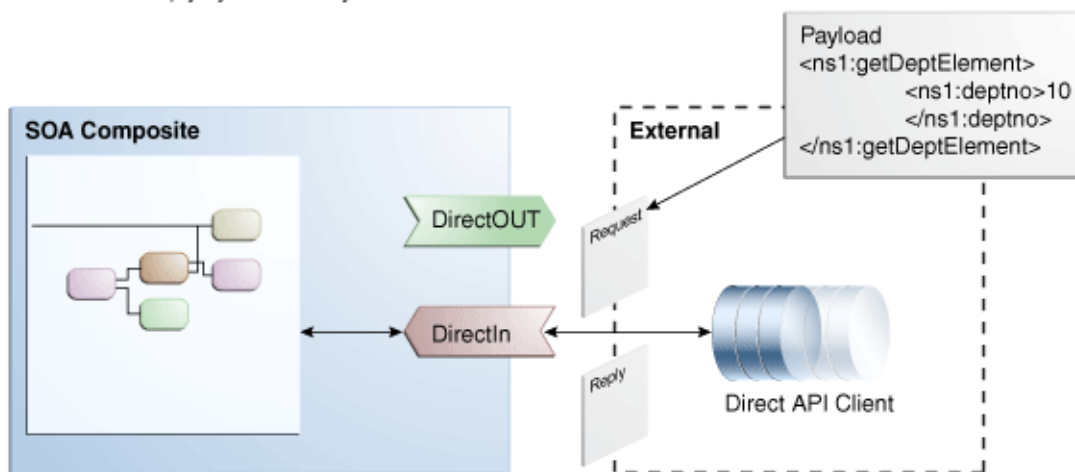 Payload
<ns1:getDeptElement>
<ns1:deptno>10
</ns1:deptno>
</ns1:getDeptElement>
SOA Composite
External
DirectOUT
Request
DirectIn
Reply
Direct API Client